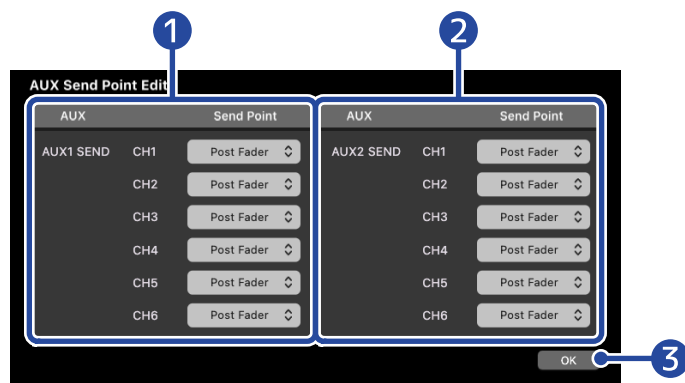 1 2
AUX Send Point Edit
AUX Send Point AUX Send Point
AUX1 SEND CH1 Post Fader AUX2 SEND CH1 Post Fader
CH2 Post Fader CH2 Post Fader
CH3 Post Fader CH3 Post Fader
CH4 Post Fader CH4 Post Fader
CH5 Post Fader CH5 Post Fader
CH6 Post Fader CH6 Post Fader
OK 3